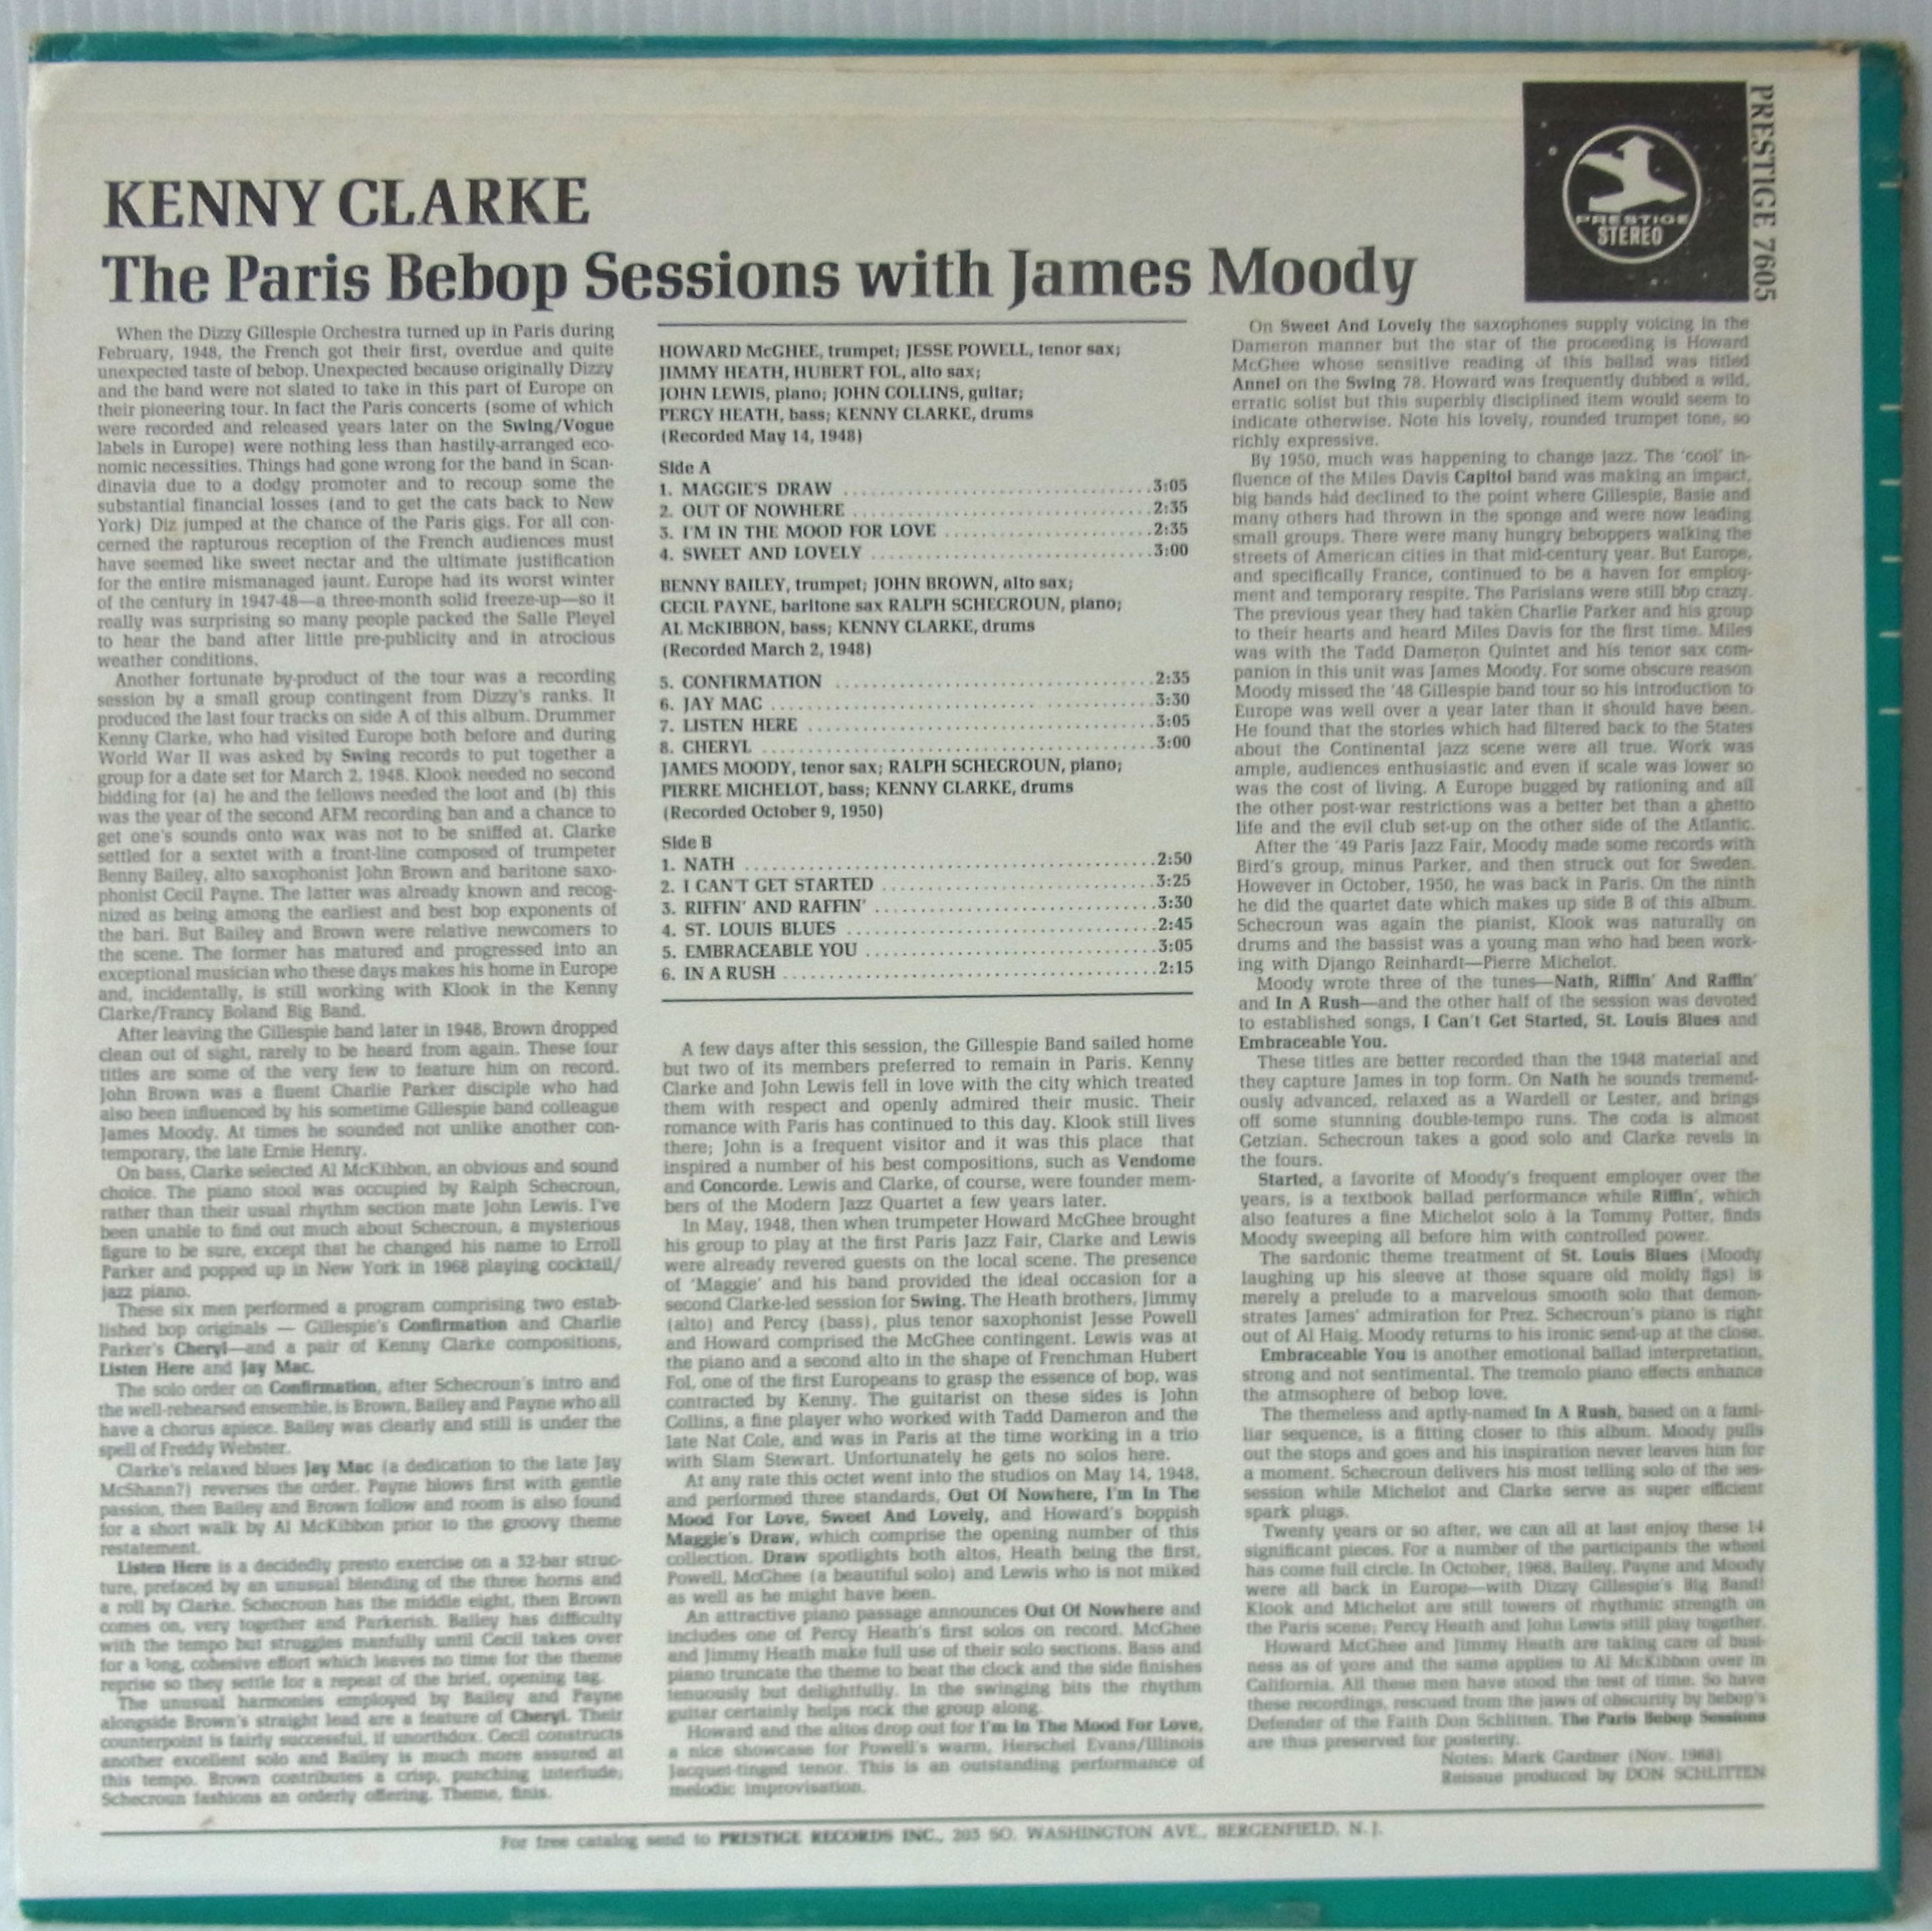 PRESTIGE
STEREO
PRESTIGE 7605
KENNY CLARKE
The Paris Bebop Sessions with James Moody
When the Dizzy Gillespie Orchestra turned up in Paris during
February, 1948, the French got their first, overdue and quite
unexpected taste of bebop. Unexpected because originally Dizzy
and the band were not slated to take in this part of Europe on
their pioneering tour. In fact the Paris concerts (some of which
were recorded and released years later on the Swing/Vogue
labels in Europe) were nothing less than hastily-arranged eco-
nomic necessities. Things had gone wrong for the band in Scan-
dinavia due to a dodgy promoter and to recoup some the
substantial financial losses (and to get the cats back to New
York) Diz jumped at the chance of the Paris gigs. For all con-
cerned the rapturous reception of the French audiences must
have seemed like sweet nectar and the ultimate justification
for the entire mismanaged jaunt. Europe had its worst winter
of the century in 1947-48—a three-month solid freeze-up—so it
really was surprising so many people packed the Salle Pleyel
to hear the band after little pre-publicity and in atrocious
weather conditions.
Another fortunate by-product of the tour was a recording
session by a small group contingent from Dizzy's ranks. It
produced the last four tracks on side A of this album. Drummer
Kenny Clarke, who had visited Europe both before and during
World War II was asked by Swing records to put together a
group for a date set for March 2, 1948. Klook needed no second
bidding for (a) he and the fellows needed the loot and (b) this
was the year of the second AFM recording ban and a chance to
get one's sounds onto wax was not to be sniffed at. Clarke
settled for a sextet with a front-line composed of trumpeter
Benny Bailey, alto saxophonist John Brown and baritone saxo-
phonist Cecil Payne. The latter was already known and recog-
nized as being among the earliest and best bop exponents of
the bari. But Bailey and Brown were relative newcomers to
the scene. The former has matured and progressed into an
exceptional musician who these days makes his home in Europe
and, incidentally, is still working with Klook in the Kenny
Clarke/Francy Boland Big Band.
After leaving the Gillespie band later in 1948, Brown dropped
clean out of sight, rarely to be heard from again. These four
titles are some of the very few to feature him on record.
John Brown was a fluent Charlie Parker disciple who had
also been influenced by his sometime Gillespie band colleague
James Moody. At times he sounded not unlike another con-
temporary, the late Ernie Henry.
On bass, Clarke selected Al McKibbon, an obvious and sound
choice. The piano stool was occupied by Ralph Schecroun,
rather than their usual rhythm section mate John Lewis. I've
been unable to find out much about Schecroun, a mysterious
figure to be sure, except that he changed his name to Erroll
Parker and popped up in New York in 1968 playing cocktail/
jazz piano.
These six men performed a program comprising two estab-
lished bop originals — Gillespie's Confirmation and Charlie
Parker's Cheryl—and a pair of Kenny Clarke compositions,
Listen Here and Jay Mac.
The solo order on Confirmation, after Schecroun's intro and
the well-rehearsed ensemble, is Brown, Bailey and Payne who all
have a chorus apiece. Bailey was clearly and still is under the
spell of Freddy Webster.
Clarke's relaxed blues Jay Mac (a dedication to the late Jay
McShann?) reverses the order. Payne blows first with gentle
passion, then Bailey and Brown follow and room is also found
for a short walk by Al McKibbon prior to the groovy theme
restatement.
Listen Here is a decidedly presto exercise on a 32-bar struc-
ture, prefaced by an unusual blending of the three horns and
a roll by Clarke. Schecroun has the middle eight, then Brown
comes on, very together and Parkerish. Bailey has difficulty
with the tempo but struggles manfully until Cecil takes over
for a long, cohesive effort which leaves no time for the theme
reprise so they settle for a repeat of the brief, opening tag.
The unusual harmonies employed by Bailey and Payne
alongside Brown's straight lead are a feature of Cheryl. Their
counterpoint is fairly successful, if unorthdox. Cecil constructs
another excellent solo and Bailey is much more assured at
this tempo. Brown contributes a crisp, punching interlude;
Schecroun fashions an orderly offering. Theme, finis.
HOWARD McGHEE, trumpet; JESSE POWELL, tenor sax;
JIMMY HEATH, HUBERT FOL, alto sax;
JOHN LEWIS, piano; JOHN COLLINS, guitar;
PERCY HEATH, bass; KENNY CLARKE, drums
(Recorded May 14, 1948)
Side A
1. MAGGIE'S DRAW ........ 3:05
2. OUT OF NOWHERE ........ 2:35
3. I'M IN THE MOOD FOR LOVE ........ 2:35
4. SWEET AND LOVELY ........ 3:00
BENNY BAILEY, trumpet; JOHN BROWN, alto sax;
CECIL PAYNE, baritone sax RALPH SCHECROUN, piano;
AL McKIBBON, bass; KENNY CLARKE, drums
(Recorded March 2, 1948)
5. CONFIRMATION ........ 2:35
6. JAY MAC ........ 3:30
7. LISTEN HERE ........ 3:05
8. CHERYL ........ 3:00
JAMES MOODY, tenor sax; RALPH SCHECROUN, piano;
PIERRE MICHELOT, bass; KENNY CLARKE, drums
(Recorded October 9, 1950)
Side B
1. NATH ........ 2:50
2. I CAN'T GET STARTED ........ 3:25
3. RIFFIN' AND RAFFIN' ........ 3:30
4. ST. LOUIS BLUES ........ 2:45
5. EMBRACEABLE YOU ........ 3:05
6. IN A RUSH ........ 2:15
A few days after this session, the Gillespie Band sailed home
but two of its members preferred to remain in Paris. Kenny
Clarke and John Lewis fell in love with the city which treated
them with respect and openly admired their music. Their
romance with Paris has continued to this day. Klook still lives
there; John is a frequent visitor and it was this place that
inspired a number of his best compositions, such as Vendome
and Concorde. Lewis and Clarke, of course, were founder mem-
bers of the Modern Jazz Quartet a few years later.
In May, 1948, then when trumpeter Howard McGhee brought
his group to play at the first Paris Jazz Fair, Clarke and Lewis
were already revered guests on the local scene. The presence
of 'Maggie' and his band provided the ideal occasion for a
second Clarke-led session for Swing. The Heath brothers, Jimmy
(alto) and Percy (bass), plus tenor saxophonist Jesse Powell
and Howard comprised the McGhee contingent. Lewis was at
the piano and a second alto in the shape of Frenchman Hubert
Fol, one of the first Europeans to grasp the essence of bop, was
contracted by Kenny. The guitarist on these sides is John
Collins, a fine player who worked with Tadd Dameron and the
late Nat Cole, and was in Paris at the time working in a trio
with Slam Stewart. Unfortunately he gets no solos here.
At any rate this octet went into the studios on May 14, 1948,
and performed three standards, Out Of Nowhere, I'm In The
Mood For Love, Sweet And Lovely, and Howard's boppish
Maggie's Draw, which comprise the opening number of this
collection. Draw spotlights both altos, Heath being the first,
Powell, McGhee (a beautiful solo) and Lewis who is not miked
as well as he might have been.
An attractive piano passage announces Out Of Nowhere and
includes one of Percy Heath's first solos on record. McGhee
and Jimmy Heath make full use of their solo sections. Bass and
piano truncate the theme to beat the clock and the side finishes
tenuously but delightfully. In the swinging bits the rhythm
guitar certainly helps rock the group along.
Howard and the altos drop out for I'm In The Mood For Love,
a nice showcase for Powell's warm, Herschel Evans/Illinois
Jacquet-tinged tenor. This is an outstanding performance of
melodic improvisation.
On Sweet And Lovely the saxophones supply voicing in the
Dameron manner but the star of the proceeding is Howard
McGhee whose sensitive reading of this ballad was titled
Annel on the Swing 78. Howard was frequently dubbed a wild,
erratic solist but this superbly disciplined item would seem to
indicate otherwise. Note his lovely, rounded trumpet tone, so
richly expressive.
By 1950, much was happening to change jazz. The 'cool' in-
fluence of the Miles Davis Capitol band was making an impact,
big bands had declined to the point where Gillespie, Basie and
many others had thrown in the sponge and were now leading
small groups. There were many hungry beboppers walking the
streets of American cities in that mid-century year. But Europe,
and specifically France, continued to be a haven for employ-
ment and temporary respite. The Parisians were still bop crazy.
The previous year they had taken Charlie Parker and his group
to their hearts and heard Miles Davis for the first time. Miles
was with the Tadd Dameron Quintet and his tenor sax com-
panion in this unit was James Moody. For some obscure reason
Moody missed the '48 Gillespie band tour so his introduction to
Europe was well over a year later than it should have been.
He found that the stories which had filtered back to the States
about the Continental jazz scene were all true. Work was
ample, audiences enthusiastic and even if scale was lower so
was the cost of living. A Europe bugged by rationing and all
the other post-war restrictions was a better bet than a ghetto
life and the evil club set-up on the other side of the Atlantic.
After the '49 Paris Jazz Fair, Moody made some records with
Bird's group, minus Parker, and then struck out for Sweden.
However in October, 1950, he was back in Paris. On the ninth
he did the quartet date which makes up side B of this album.
Schecroun was again the pianist, Klook was naturally on
drums and the bassist was a young man who had been work-
ing with Django Reinhardt—Pierre Michelot.
Moody wrote three of the tunes—Nath, Riffin' And Raffin'
and In A Rush—and the other half of the session was devoted
to established songs, I Can't Get Started, St. Louis Blues and
Embraceable You.
These titles are better recorded than the 1948 material and
they capture James in top form. On Nath he sounds tremend-
ously advanced, relaxed as a Wardell or Lester, and brings
off some stunning double-tempo runs. The coda is almost
Getzian. Schecroun takes a good solo and Clarke revels in
the fours.
Started, a favorite of Moody's frequent employer over the
years, is a textbook ballad performance while Riffin', which
also features a fine Michelot solo à la Tommy Potter, finds
Moody sweeping all before him with controlled power.
The sardonic theme treatment of St. Louis Blues (Moody
laughing up his sleeve at those square old moldy figs) is
merely a prelude to a marvelous smooth solo that demon-
strates James' admiration for Prez. Schecroun's piano is right
out of Al Haig. Moody returns to his ironic send-up at the close.
Embraceable You is another emotional ballad interpretation,
strong and not sentimental. The tremolo piano effects enhance
the atmsophere of bebop love.
The themeless and aptly-named In A Rush, based on a fami-
liar sequence, is a fitting closer to this album. Moody pulls
out the stops and goes and his inspiration never leaves him for
a moment. Schecroun delivers his most telling solo of the ses-
session while Michelot and Clarke serve as super efficient
spark plugs.
Twenty years or so after, we can all at last enjoy these 14
significant pieces. For a number of the participants the wheel
has come full circle. In October, 1968, Bailey, Payne and Moody
were all back in Europe—with Dizzy Gillespie's Big Band!
Klook and Michelot are still towers of rhythmic strength on
the Paris scene; Percy Heath and John Lewis still play together.
Howard McGhee and Jimmy Heath are taking care of busi-
ness as of yore and the same applies to Al McKibbon over in
California. All these men have stood the test of time. So have
these recordings, rescued from the jaws of obscurity by bebop's
Defender of the Faith Don Schlitten. The Paris Bebop Sessions
are thus preserved for posterity.
Notes: Mark Gardner (Nov. 1968)
Reissue produced by DON SCHLITTEN
For free catalog send to PRESTIGE RECORDS INC., 203 SO. WASHINGTON AVE., BERGENFIELD, N.J.